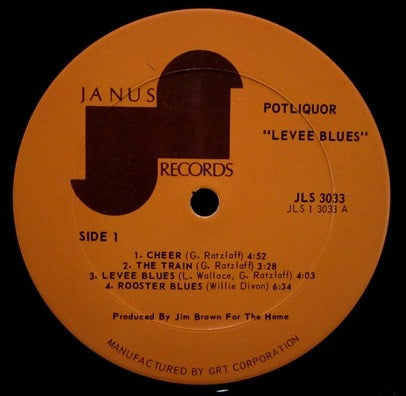 JANUS
RECORDS
POTLIQUOR
"LEVEE BLUES"
JLS 3033
JLS 1 3033 A
SIDE 1
1. CHEER (G. Ratzlaff) 4:52
2. THE TRAIN (G. Ratzlaff) 3:28
3. LEVEE BLUES (L. Wallace, G. Ratzlaff) 4:03
4. ROOSTER BLUES (Willie Dixon) 6:34
Produced By Jim Brown For The Home
MANUFACTURED BY GRT CORPORATION